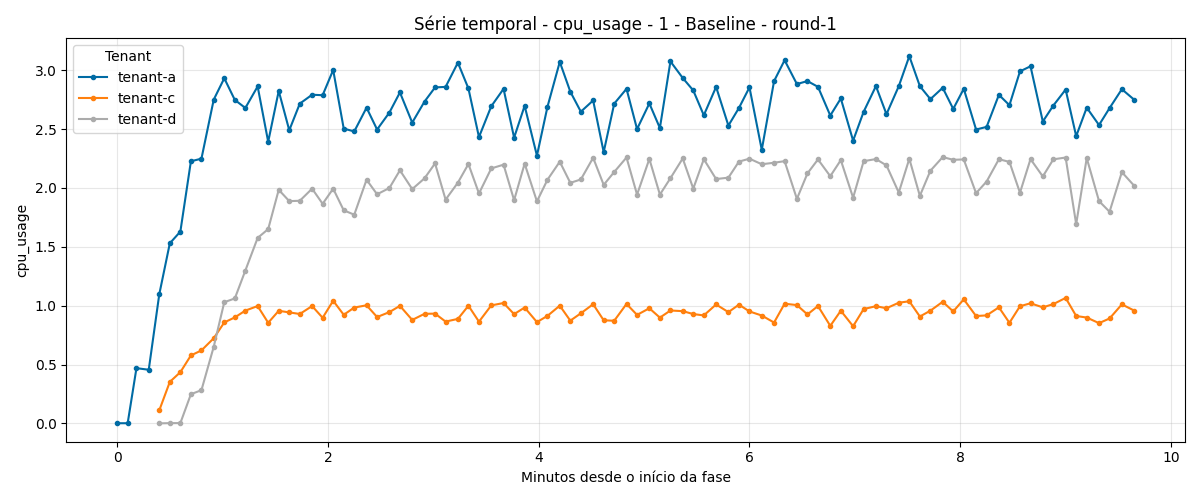 Série temporal - cpu_usage - 1 - Baseline - round-1
Tenant
tenant-a
tenant-c
tenant-d
cpu_usage
3.0
2.5
2.0
1.5
1.0
0.5
0.0
0 2 4 6 8 10
Minutos desde o início da fase